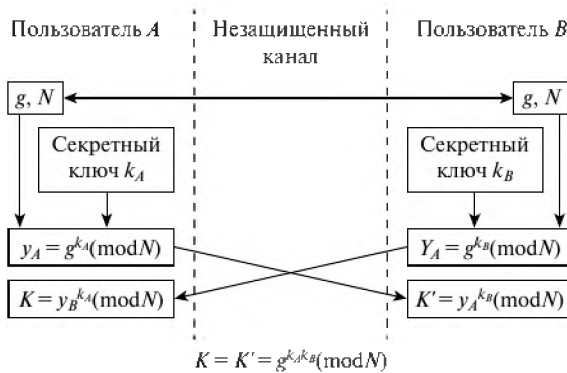 Пользователь A Незащищенный Пользователь B
канал
g, N g, N
Секретный Секретный
ключ k_A ключ k_B
y_A = g^{k_A}(modN) Y_A = g^{k_B}(modN)
K = y_B^{k_A}(modN) K′ = y_A^{k_B}(modN)
K = K′ = g^{k_A k_B}(modN)